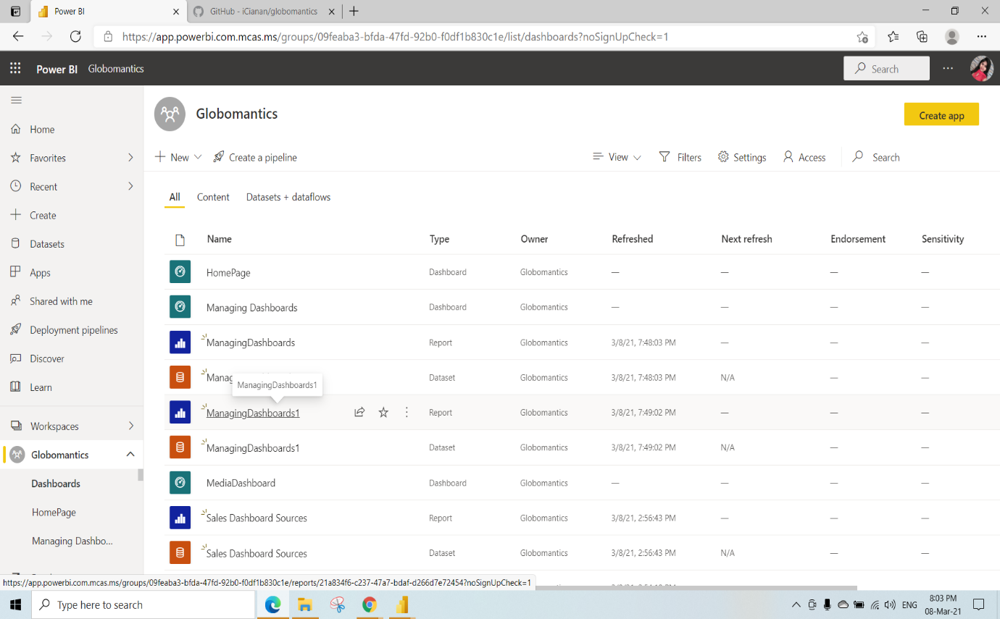 Power BI
GitHub - iCianan/globomantics
https://app.powerbi.com.mcas.ms/groups/09feaba3-bfda-47fd-92b0-f0df1b830c1e/list/dashboards?noSignUpCheck=1
Power BI Globomantics Search
Globomantics
Create app
Home
Favorites
Recent
Create
Datasets
Apps
Shared with me
Deployment pipelines
Discover
Learn
Workspaces
Globomantics
Dashboards
HomePage
Managing Dashbo...
New Create a pipeline View Filters Settings Access Search
All Content Datasets + dataflows
Name Type Owner Refreshed Next refresh Endorsement Sensitivity
HomePage Dashboard Globomantics — — — —
Managing Dashboards Dashboard Globomantics — — — —
ManagingDashboards Report Globomantics 3/8/21, 7:48:03 PM — — —
Manag Dataset Globomantics 3/8/21, 7:48:03 PM N/A — —
ManagingDashboards1
ManagingDashboards1 Report Globomantics 3/8/21, 7:49:02 PM — — —
ManagingDashboards1 Dataset Globomantics 3/8/21, 7:49:02 PM N/A — —
MediaDashboard Dashboard Globomantics — — — —
Sales Dashboard Sources Report Globomantics 3/8/21, 2:56:43 PM — — —
Sales Dashboard Sources Dataset Globomantics 3/8/21, 2:56:43 PM N/A — —
https://app.powerbi.com.mcas.ms/groups/09feaba3-bfda-47fd-92b0-f0df1b830c1e/reports/21a834f6-c237-47a7-bdaf-d266d7e72454?noSignUpCheck=1
Type here to search
ENG
8:03 PM
08-Mar-21